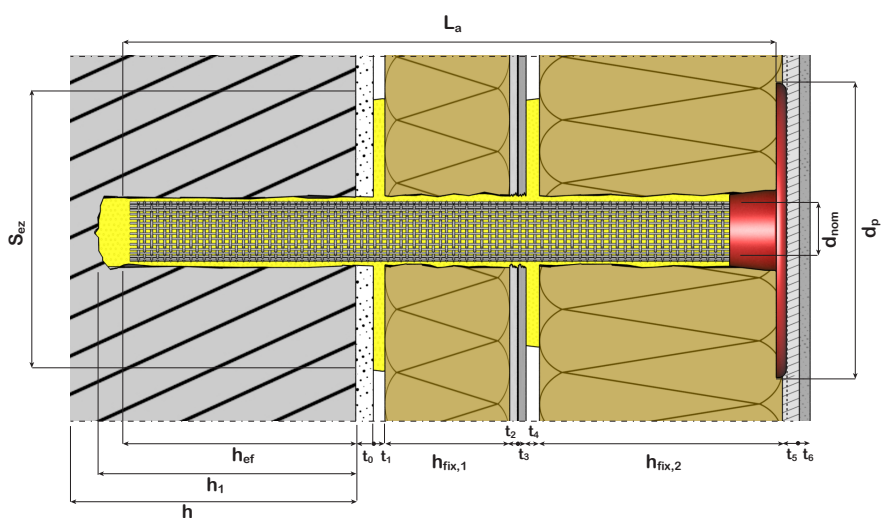 La
Sez
dnom
dp
hef
t0
t1
hfix,1
t2
t3
t4
hfix,2
t5
t6
h1
h